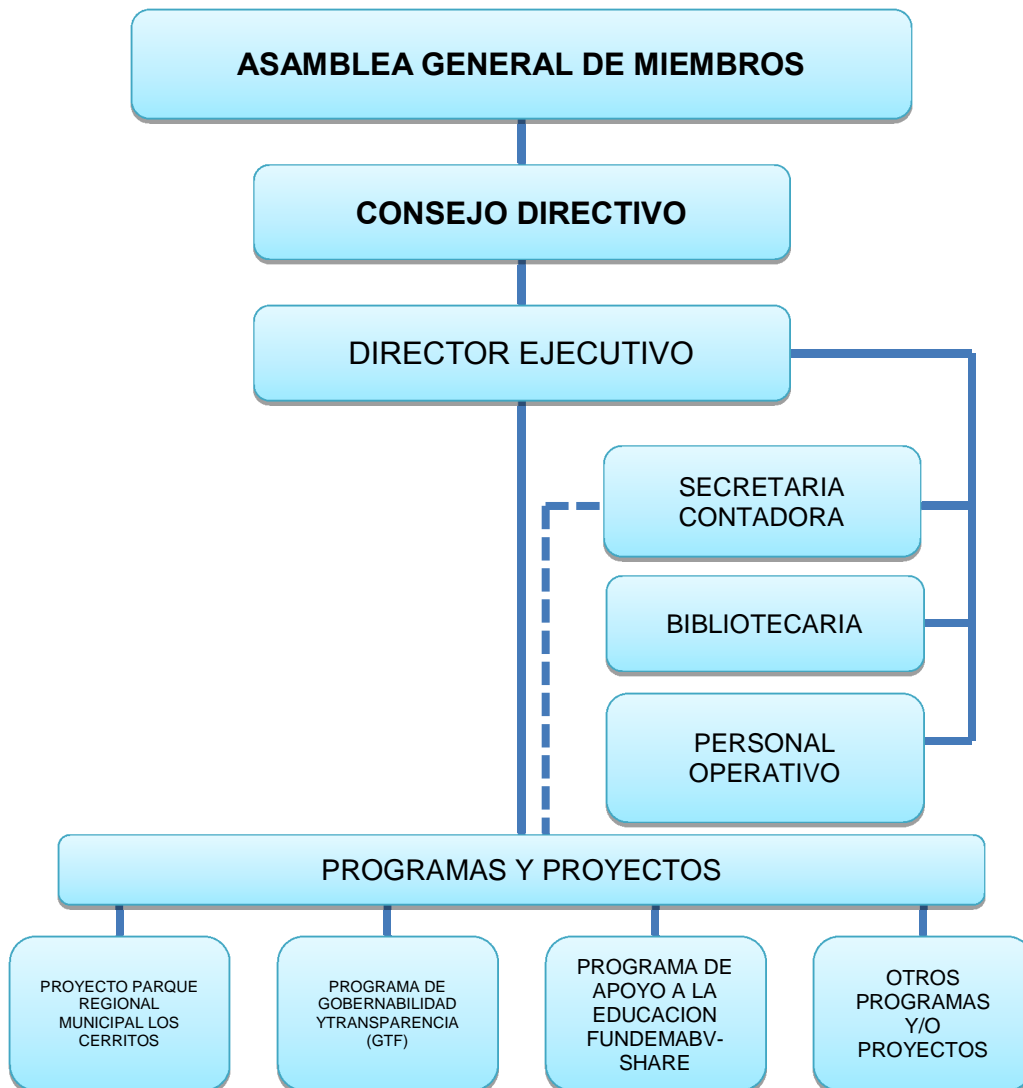 ASAMBLEA GENERAL DE MIEMBROS
CONSEJO DIRECTIVO
DIRECTOR EJECUTIVO
SECRETARIA
CONTADORA
BIBLIOTECARIA
PERSONAL
OPERATIVO
PROGRAMAS Y PROYECTOS
PROYECTO PARQUE
REGIONAL
MUNICIPAL LOS
CERRITOS
PROGRAMA DE
GOBERNABILIDAD
YTRANSPARENCIA
(GTF)
PROGRAMA DE
APOYO A LA
EDUCACION
FUNDEMABV-
SHARE
OTROS
PROGRAMAS
Y/O
PROYECTOS